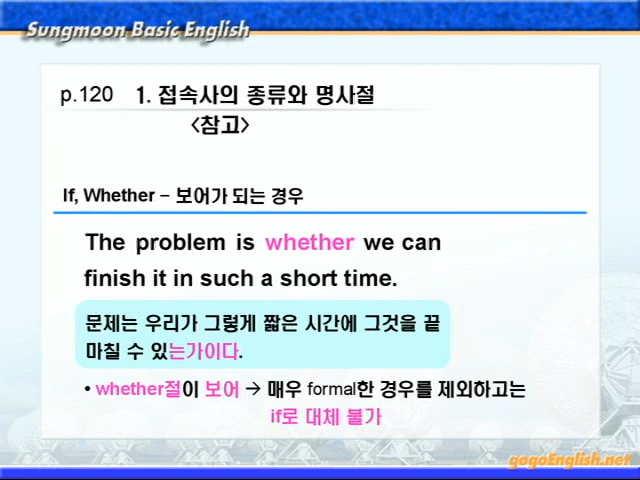 Sungmoon Basic English
p.120 1. 접속사의 종류와 명사절
<참고>
If, Whether – 보어가 되는 경우
The problem is whether we can
finish it in such a short time.
문제는 우리가 그렇게 짧은 시간에 그것을 끝
마칠 수 있는가이다.
• whether절이 보어 → 매우 formal한 경우를 제외하고는
if로 대체 불가
gogoEnglish.net